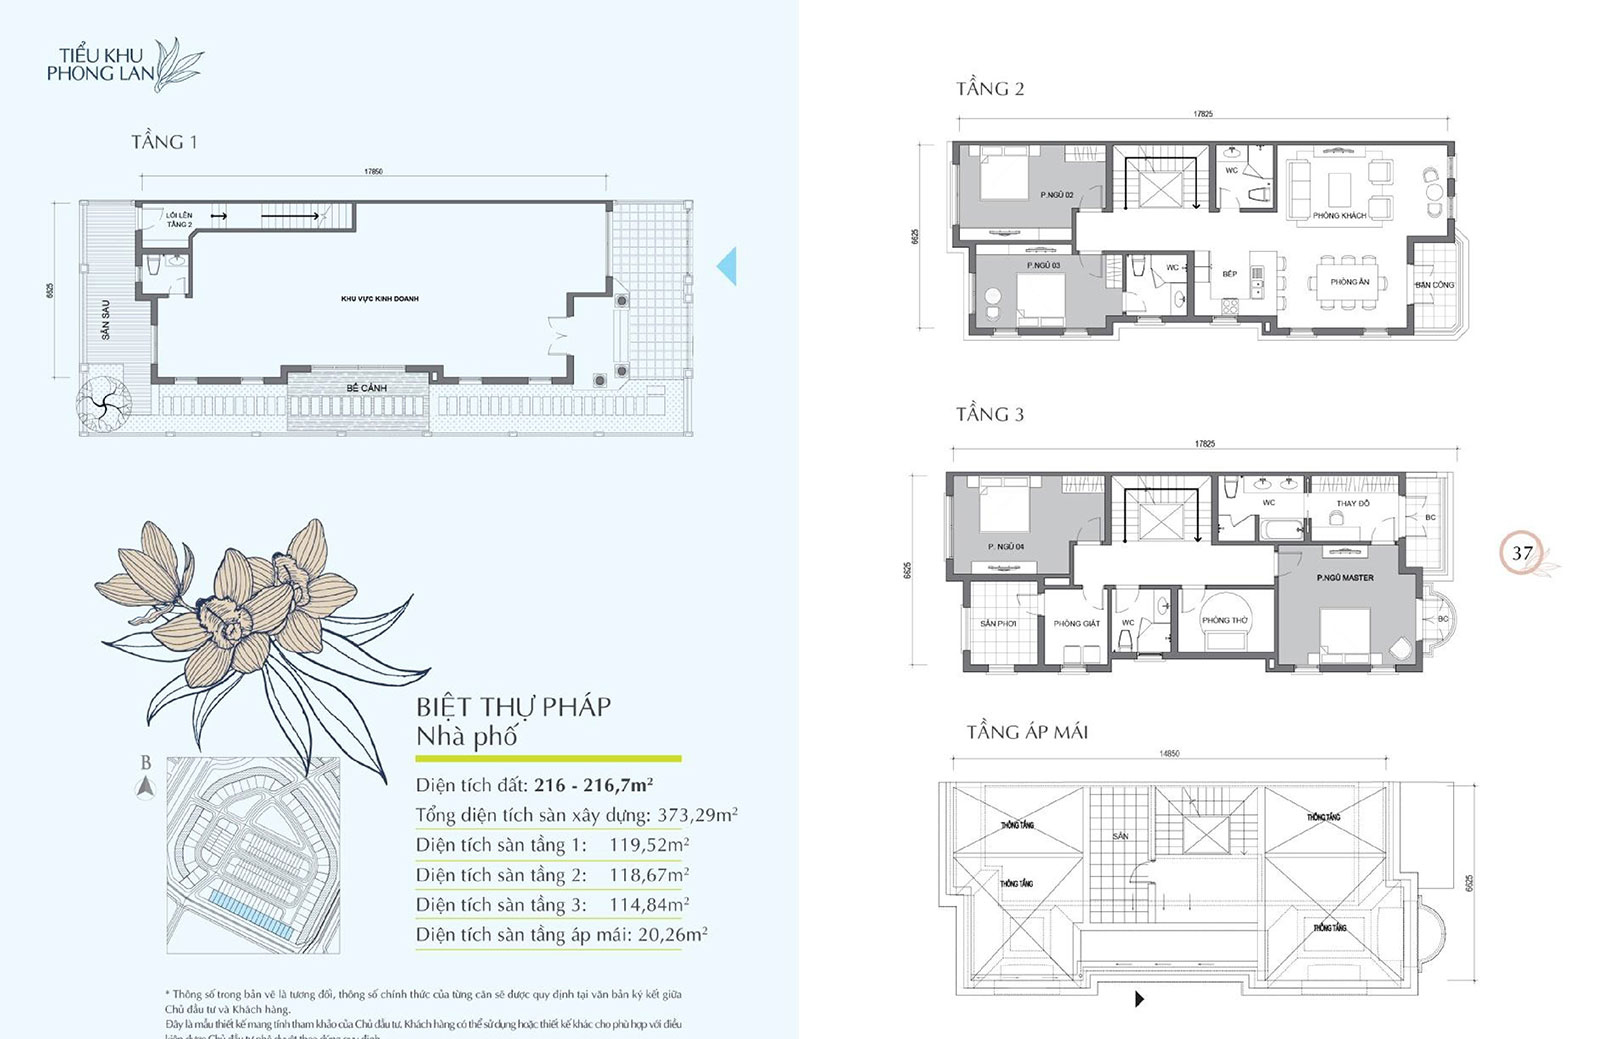 TIỂU KHU
PHONG LAN
TẦNG 1
17850
6625
LỐI LÊN
TẦNG 2
SÂN SAU
KHU VỰC KINH DOANH
BỂ CẢNH
B
BIỆT THỰ PHÁP
Nhà phố
Diện tích đất: 216 - 216,7m²
Tổng diện tích sàn xây dựng: 373,29m²
Diện tích sàn tầng 1: 119,52m²
Diện tích sàn tầng 2: 118,67m²
Diện tích sàn tầng 3: 114,84m²
Diện tích sàn tầng áp mái: 20,26m²
* Thông số trong bản vẽ là tương đối, thông số chính thức của từng căn sẽ được quy định tại văn bản ký kết giữa
Chủ đầu tư và Khách hàng.
Đây là mẫu thiết kế mang tính tham khảo của Chủ đầu tư. Khách hàng có thể sử dụng hoặc thiết kế khác cho phù hợp với điều
TẦNG 2
17825
6625
P.NGỦ 02
WC
PHÒNG KHÁCH
P.NGỦ 03
WC
BẾP
PHÒNG ĂN
BAN CÔNG
TẦNG 3
17825
6625
P. NGỦ 04
WC
THAY ĐỒ
BC
P.NGỦ MASTER
SÂN PHƠI
PHÒNG GIẶT
WC
PHÒNG THỜ
BC
37
TẦNG ÁP MÁI
14850
6625
THÔNG TẦNG
SÂN
THÔNG TẦNG
THÔNG TẦNG
THÔNG TẦNG